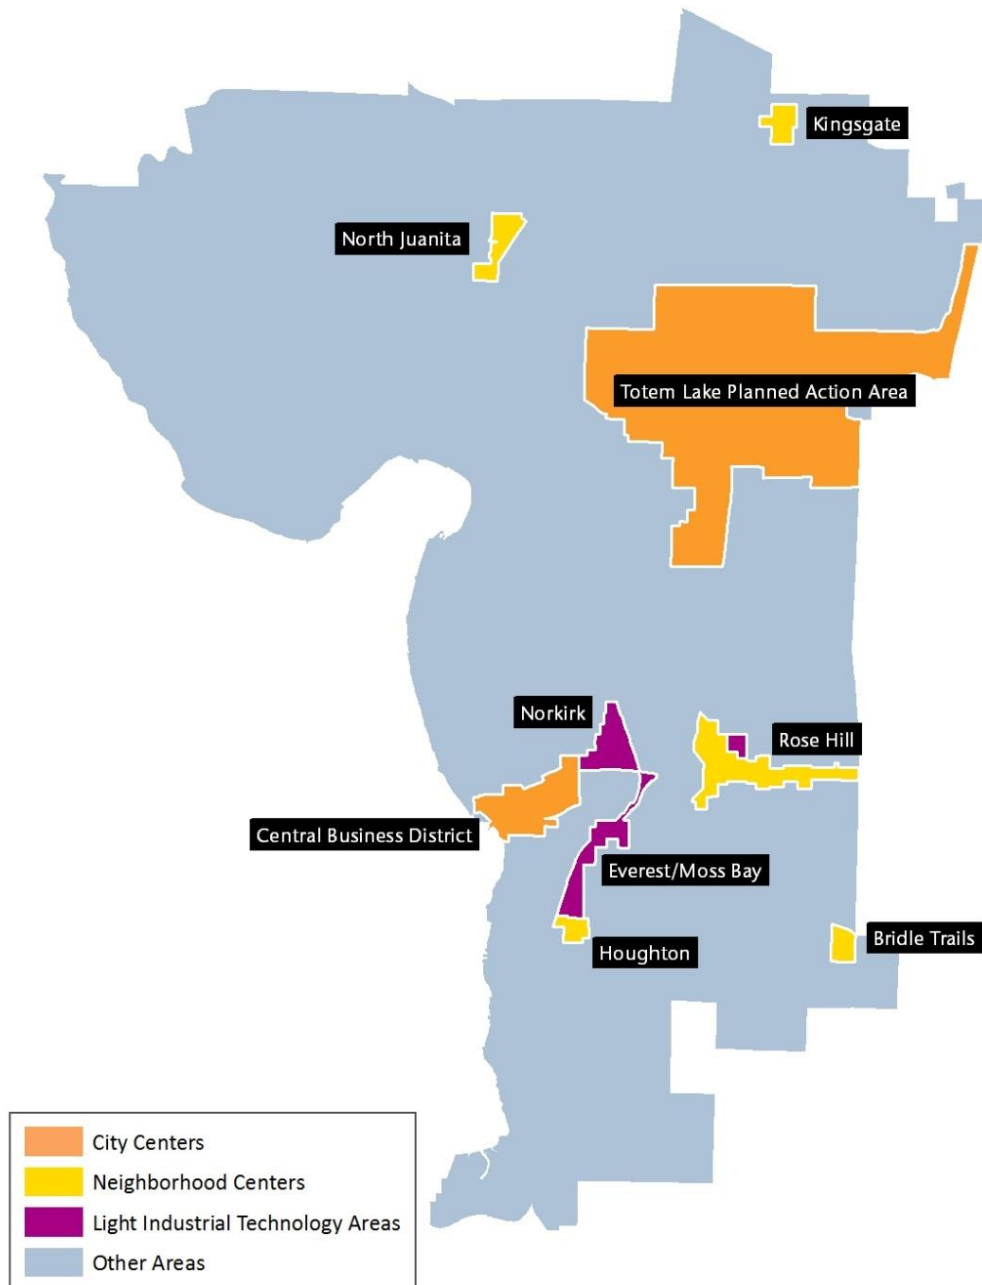 Kingsgate
North Juanita
Totem Lake Planned Action Area
Norkirk
Rose Hill
Central Business District
Everest/Moss Bay
Bridle Trails
Houghton
City Centers
Neighborhood Centers
Light Industrial Technology Areas
Other Areas